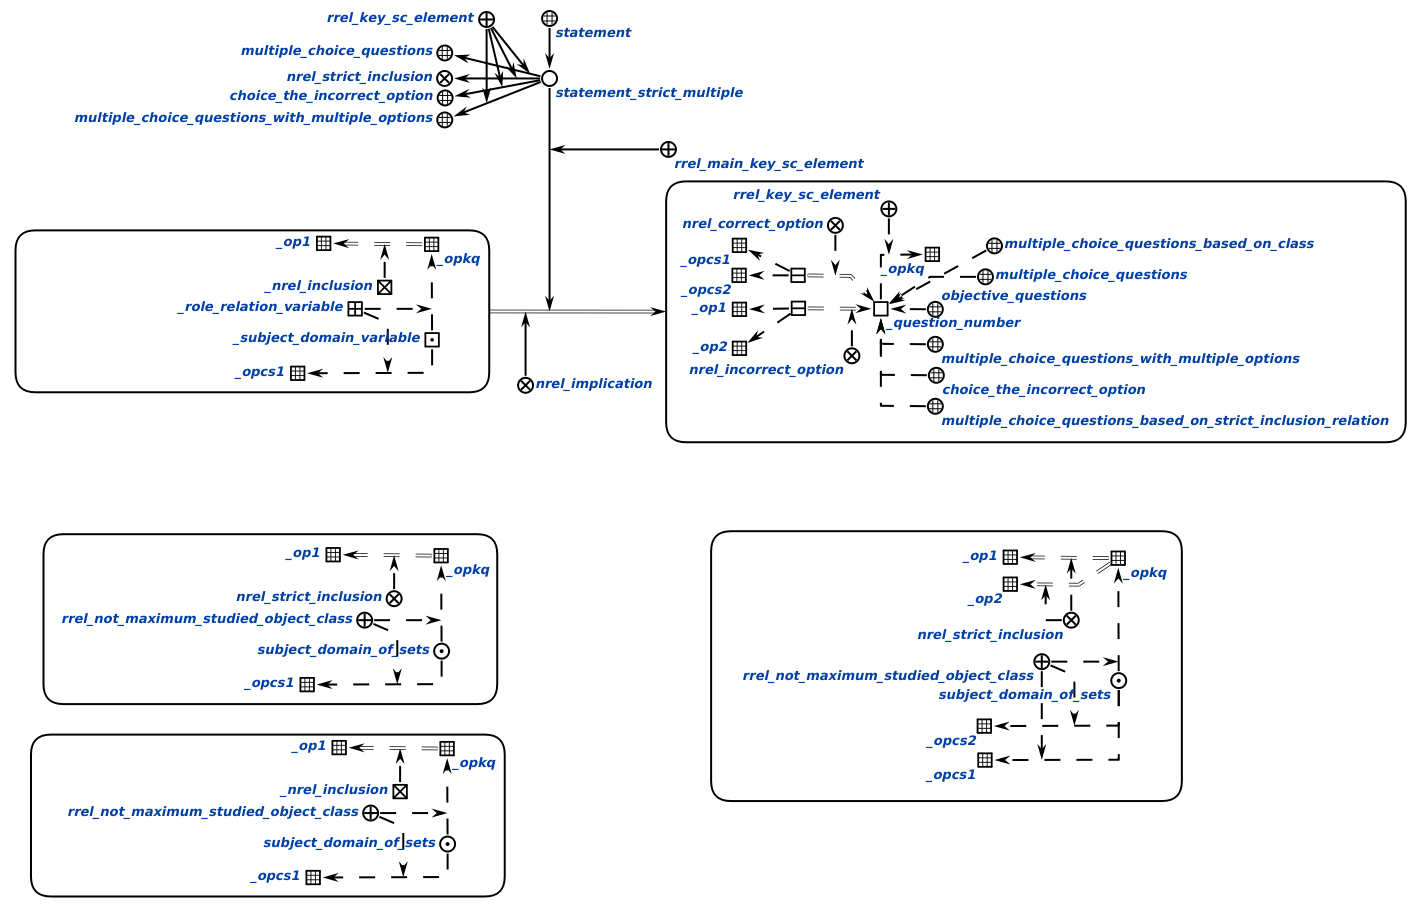 rrel_key_sc_element
statement
multiple_choice_questions
nrel_strict_inclusion
choice_the_incorrect_option
statement_strict_multiple
multiple_choice_questions_with_multiple_options
rrel_main_key_sc_element
_op1
_opkq
_nrel_inclusion
_role_relation_variable
_subject_domain_variable
_opcs1
nrel_implication
rrel_key_sc_element
nrel_correct_option
_opcs1
_opkq
multiple_choice_questions_based_on_class
multiple_choice_questions
_opcs2
objective_questions
_op1
_question_number
_op2
nrel_incorrect_option
multiple_choice_questions_with_multiple_options
choice_the_incorrect_option
multiple_choice_questions_based_on_strict_inclusion_relation
_op1
_opkq
nrel_strict_inclusion
rrel_not_maximum_studied_object_class
subject_domain_of_sets
_opcs1
_op1
_opkq
_op2
nrel_strict_inclusion
rrel_not_maximum_studied_object_class
subject_domain_of_sets
_opcs2
_opcs1
_op1
_opkq
_nrel_inclusion
rrel_not_maximum_studied_object_class
subject_domain_of_sets
_opcs1